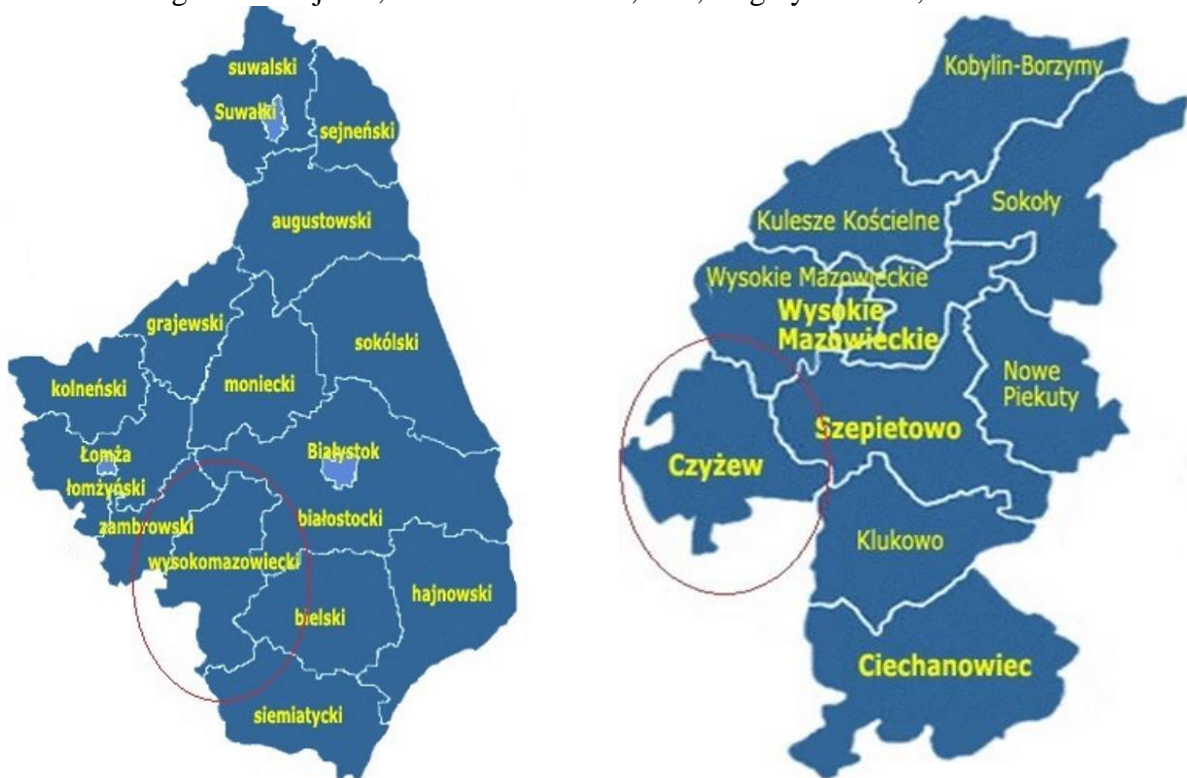 suwalski
Suwałki
sejneński
augustowski
grajewski
sokólski
kolneński
moniecki
Łomża
Białystok
łomżyński
zambrowski
białostocki
wysokomazowiecki
hajnowski
bielski
siemiatycki
Kobylin-Borzymy
Sokoły
Kulesze Kościelne
Wysokie Mazowieckie
Wysokie
Mazowieckie
Nowe
Piekuty
Szepietowo
Czyżew
Klukowo
Ciechanowiec